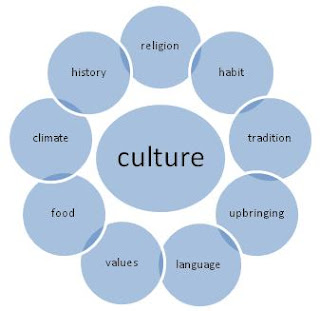 religion
habit
tradition
upbringing
language
values
food
climate
history
culture